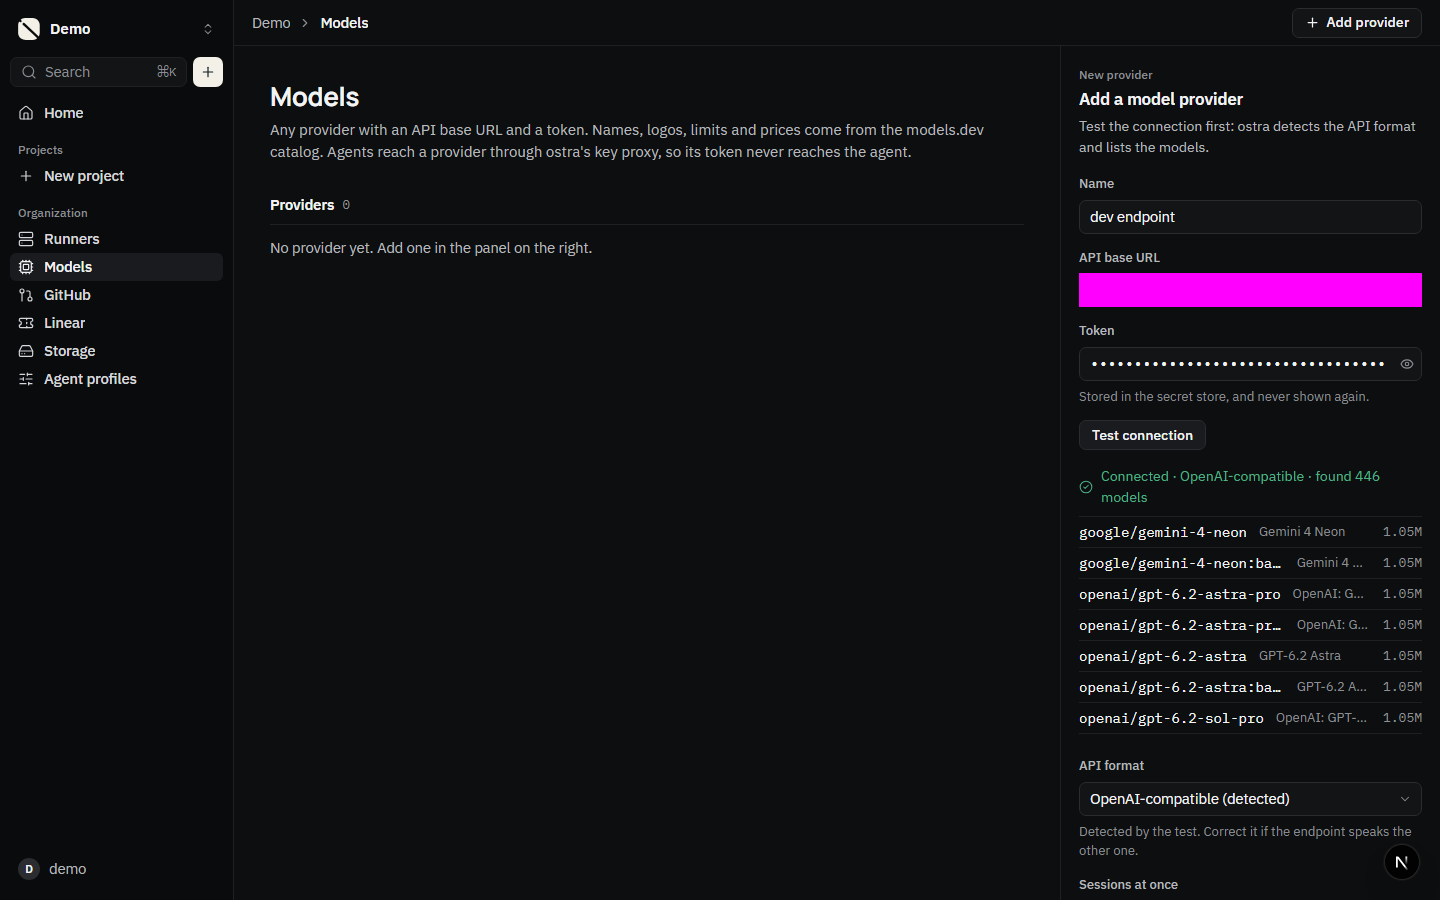 Demo
Search ⌘K
Home
Projects
New project
Organization
Runners
Models
GitHub
Linear
Storage
Agent profiles
D demo
Demo > Models
Add provider
Models
Any provider with an API base URL and a token. Names, logos, limits and prices come from the models.dev
catalog. Agents reach a provider through ostra's key proxy, so its token never reaches the agent.
Providers 0
No provider yet. Add one in the panel on the right.
New provider
Add a model provider
Test the connection first: ostra detects the API format
and lists the models.
Name
dev endpoint
API base URL
Token
Stored in the secret store, and never shown again.
Test connection
Connected · OpenAI-compatible · found 446
models
google/gemini-4-neon Gemini 4 Neon 1.05M
google/gemini-4-neon:ba… Gemini 4 … 1.05M
openai/gpt-6.2-astra-pro OpenAI: G… 1.05M
openai/gpt-6.2-astra-pr… OpenAI: G… 1.05M
openai/gpt-6.2-astra GPT-6.2 Astra 1.05M
openai/gpt-6.2-astra:ba… GPT-6.2 A… 1.05M
openai/gpt-6.2-sol-pro OpenAI: GPT-… 1.05M
API format
OpenAI-compatible (detected)
Detected by the test. Correct it if the endpoint speaks the
other one.
N
Sessions at once